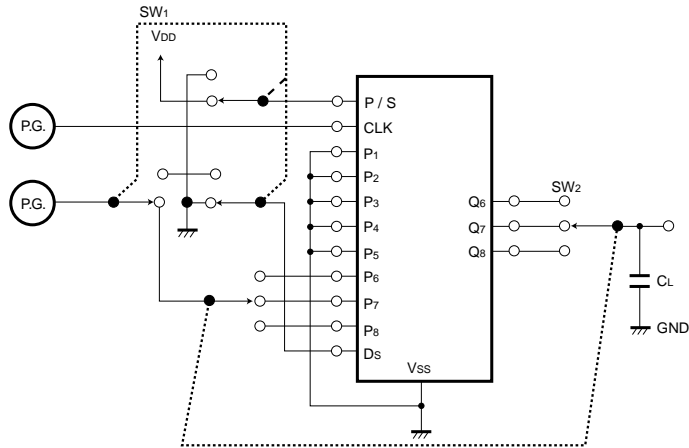 SW1
VDD
P.G.
P.G.
P / S
CLK
P1
P2
P3
P4
P5
P6
P7
P8
DS
VSS
Q6
Q7
Q8
SW2
CL
GND